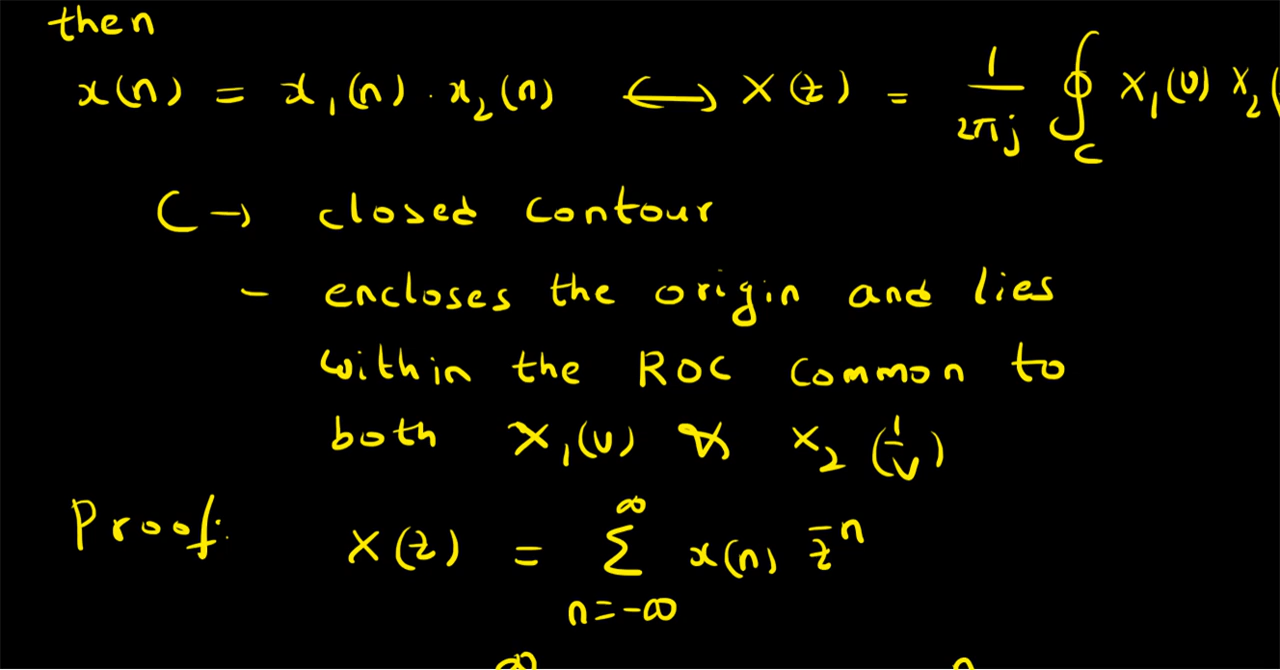 then
x(n) = x₁(n) · x₂(n) ⟷ X(z) = 1/2πj ∮_C X₁(v) X₂(
C → closed contour
- encloses the origin and lies
within the ROC common to
both X₁(v) & X₂(1/v)
Proof: X(z) = ∑_{n=-∞}^{∞} x(n) z⁻ⁿ